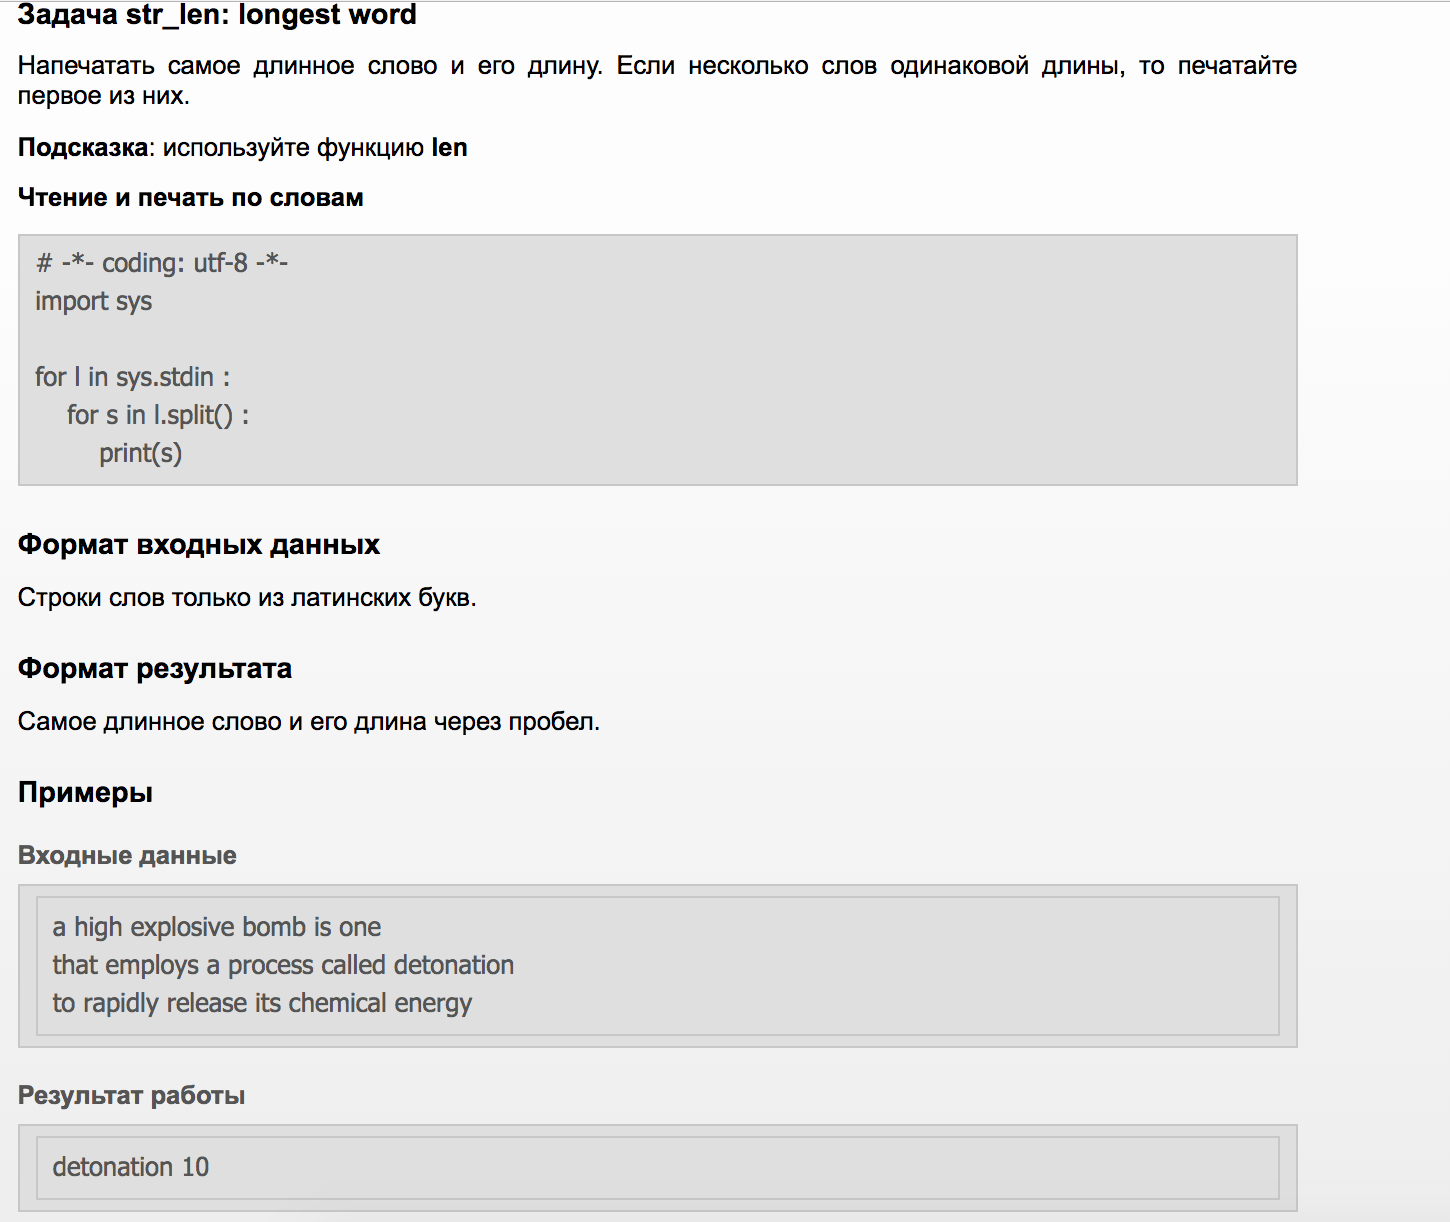 Задача str_len: longest word
Напечатать самое длинное слово и его длину. Если несколько слов одинаковой длины, то печатайте
первое из них.
Подсказка: используйте функцию len
Чтение и печать по словам
# -*- coding: utf-8 -*-
import sys
for l in sys.stdin :
for s in l.split() :
print(s)
Формат входных данных
Строки слов только из латинских букв.
Формат результата
Самое длинное слово и его длина через пробел.
Примеры
Входные данные
a high explosive bomb is one
that employs a process called detonation
to rapidly release its chemical energy
Результат работы
detonation 10